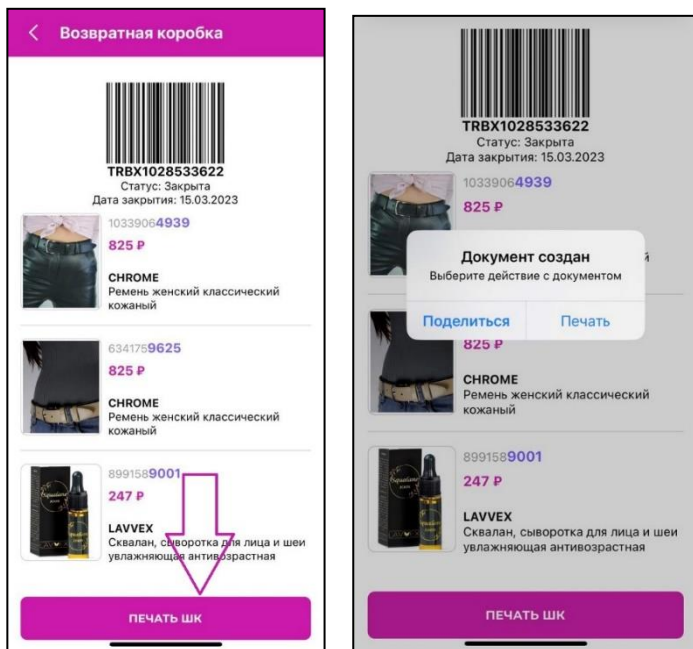 Возвратная коробка
TRBX1028533622
Статус: Закрыта
Дата закрытия: 15.03.2023
10339064939
825 ₽
CHROME
Ремень женский классический
кожаный
6341759625
825 ₽
CHROME
Ремень женский классический
кожаный
8991589001
247 ₽
LAVVEX
Сквалан, сыворотка для лица и шеи
увлажняющая антивозрастная
ПЕЧАТЬ ШК
TRBX1028533622
Статус: Закрыта
Дата закрытия: 15.03.2023
10339064939
825 ₽
Документ создан
Выберите действие с документом
Поделиться
Печать
825 ₽
CHROME
Ремень женский классический
кожаный
8991589001
247 ₽
LAVVEX
Сквалан, сыворотка для лица и шеи
увлажняющая антивозрастная
ПЕЧАТЬ ШК